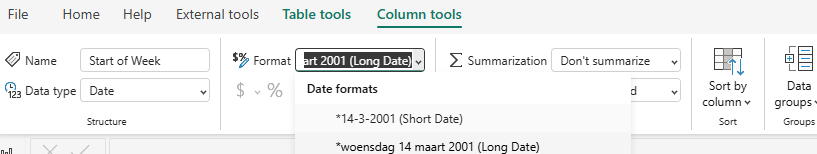 File Home Help External tools Table tools Column tools
Name Start of Week Format art 2001 (Long Date) Summarization Don't summarize
Data type Date $ % d
Sort by column Data groups
Structure Sort Groups
Date formats
*14-3-2001 (Short Date)
*woensdag 14 maart 2001 (Long Date)